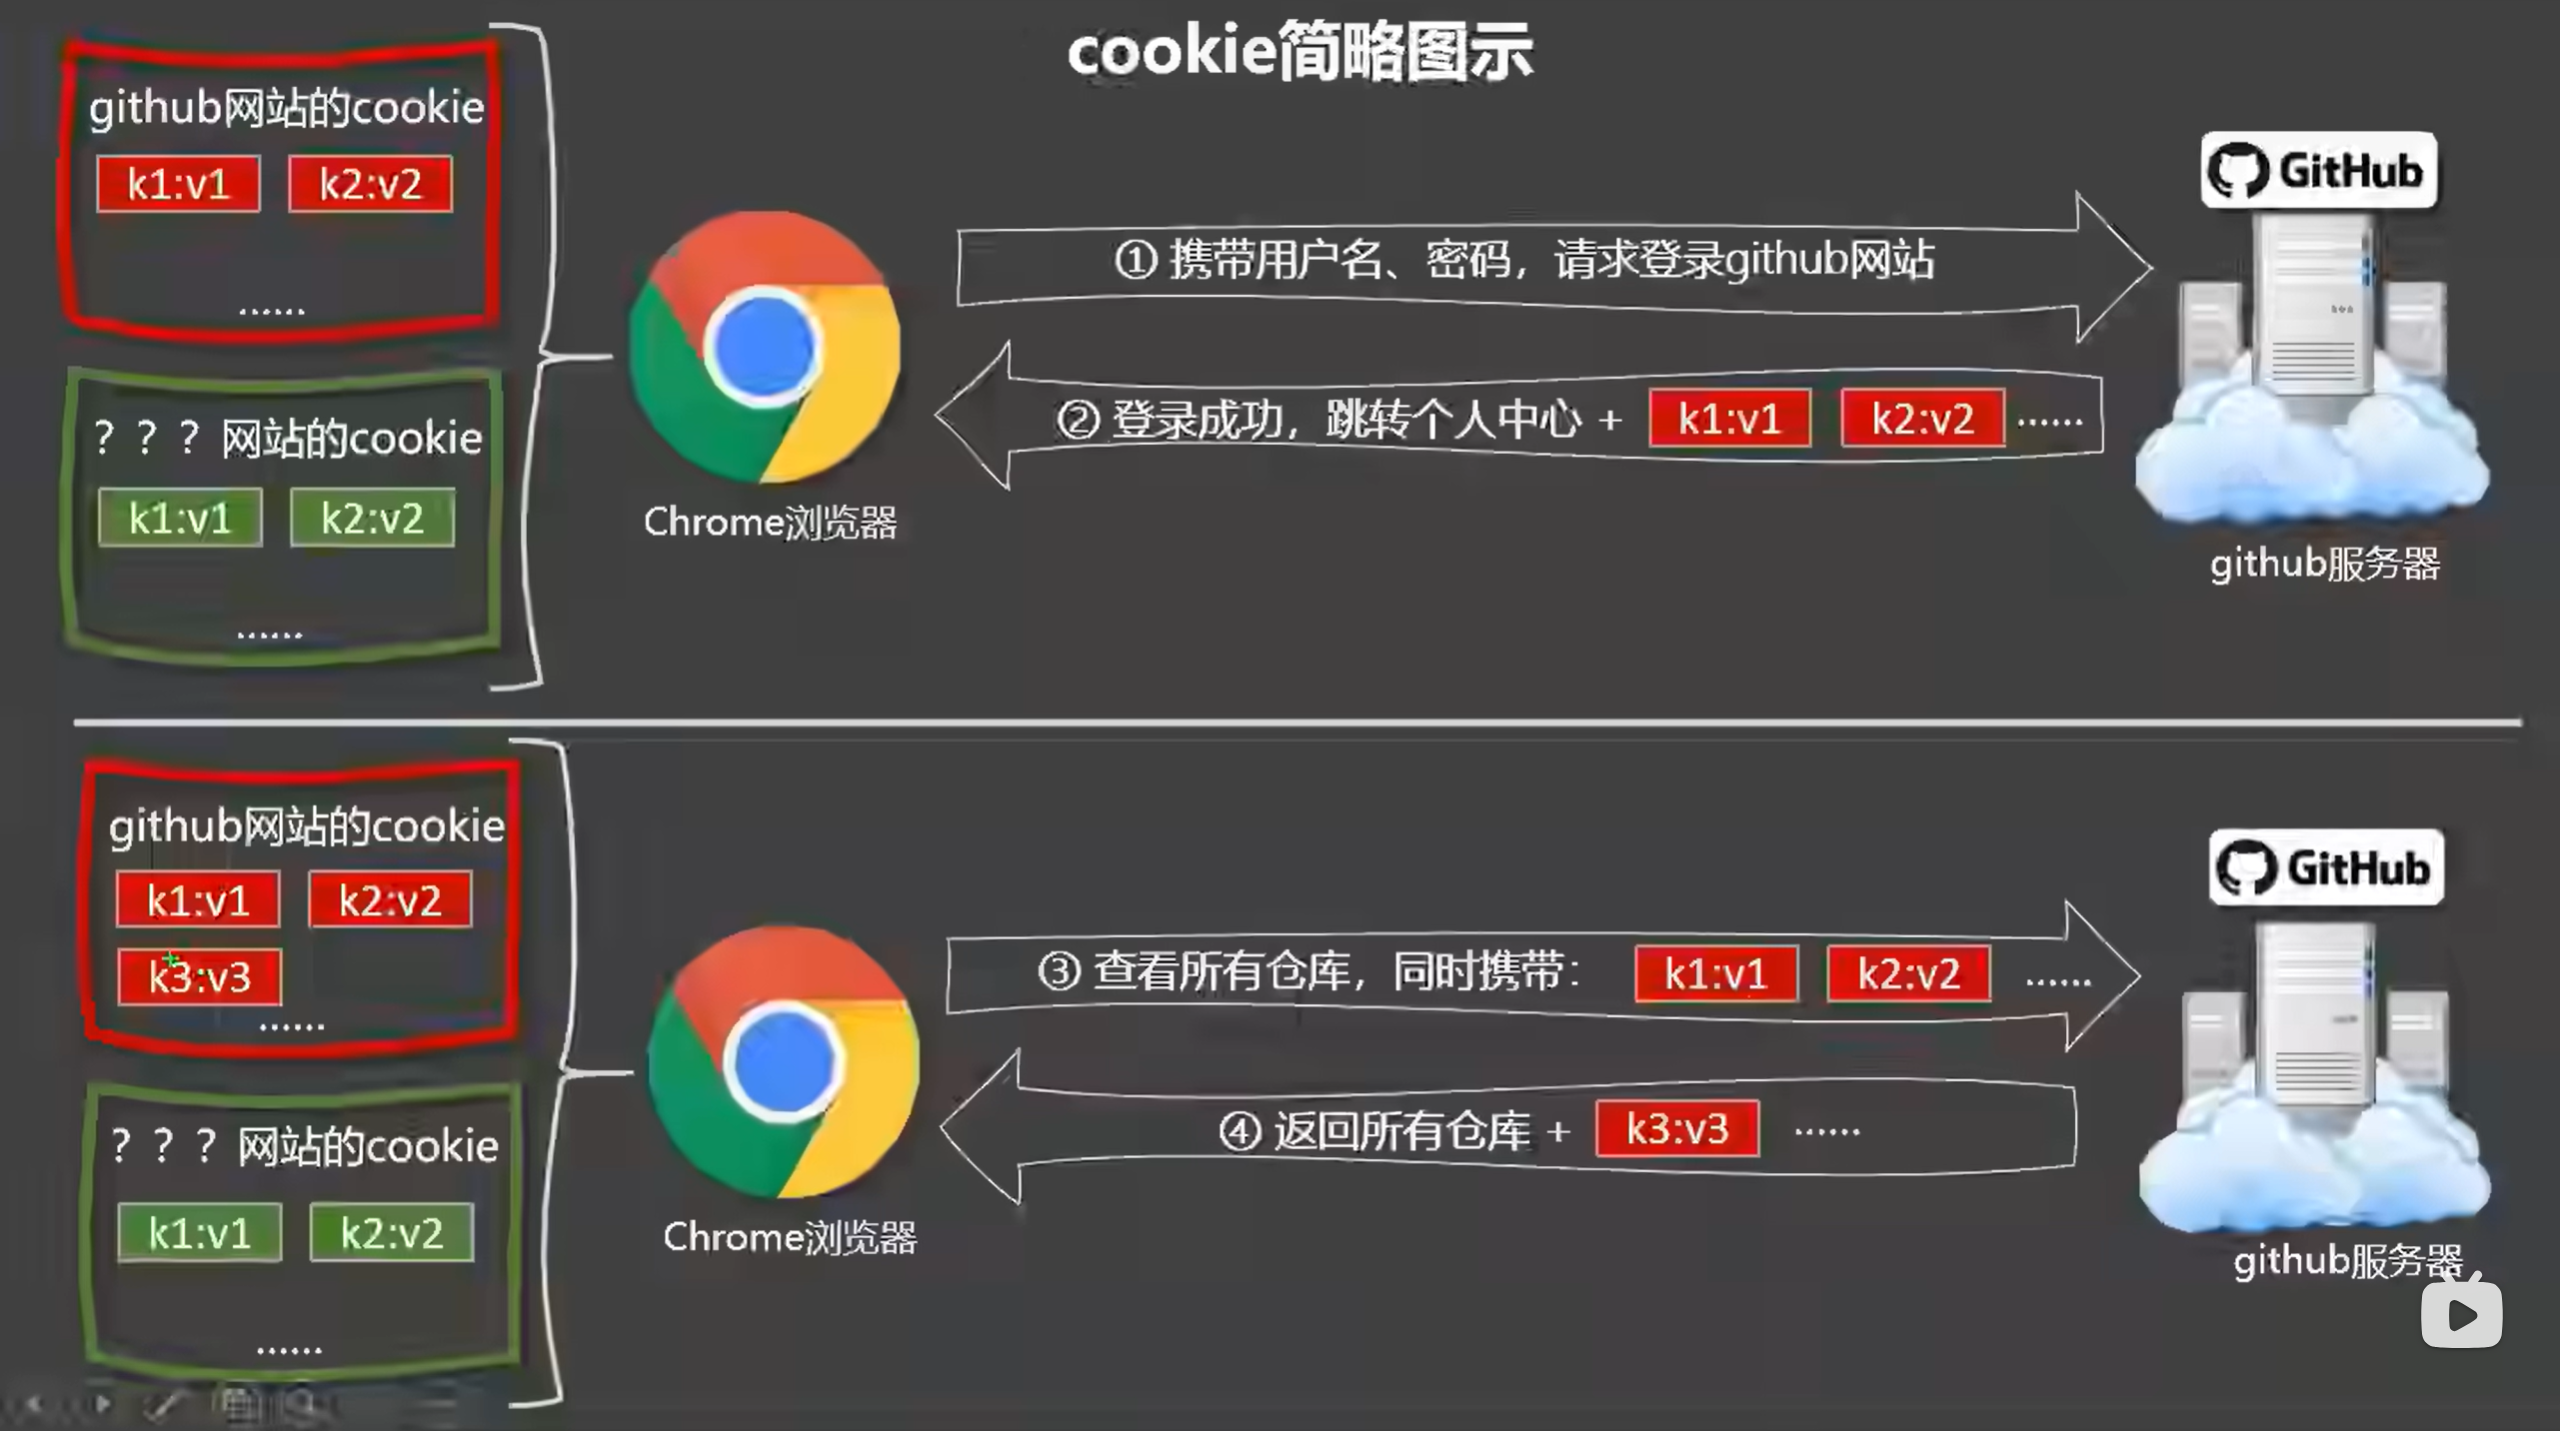 cookie简略图示
github网站的cookie
k1:v1 k2:v2
......
? ? ? 网站的cookie
k1:v1 k2:v2
......
Chrome浏览器
① 携带用户名、密码，请求登录github网站
② 登录成功，跳转个人中心 + k1:v1 k2:v2 ......
GitHub
github服务器
github网站的cookie
k1:v1 k2:v2
k3:v3
......
? ? ? 网站的cookie
k1:v1 k2:v2
......
Chrome浏览器
③ 查看所有仓库，同时携带： k1:v1 k2:v2 ......
④ 返回所有仓库 + k3:v3 ......
GitHub
github服务器